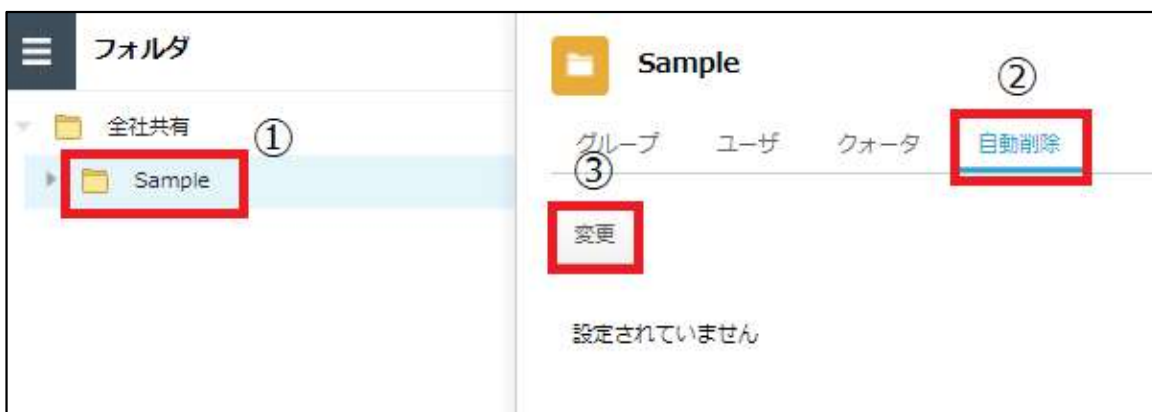 フォルダ
全社共有
①
Sample
Sample
②
グループ ユーザ クォータ 自動削除
③
変更
設定されていません